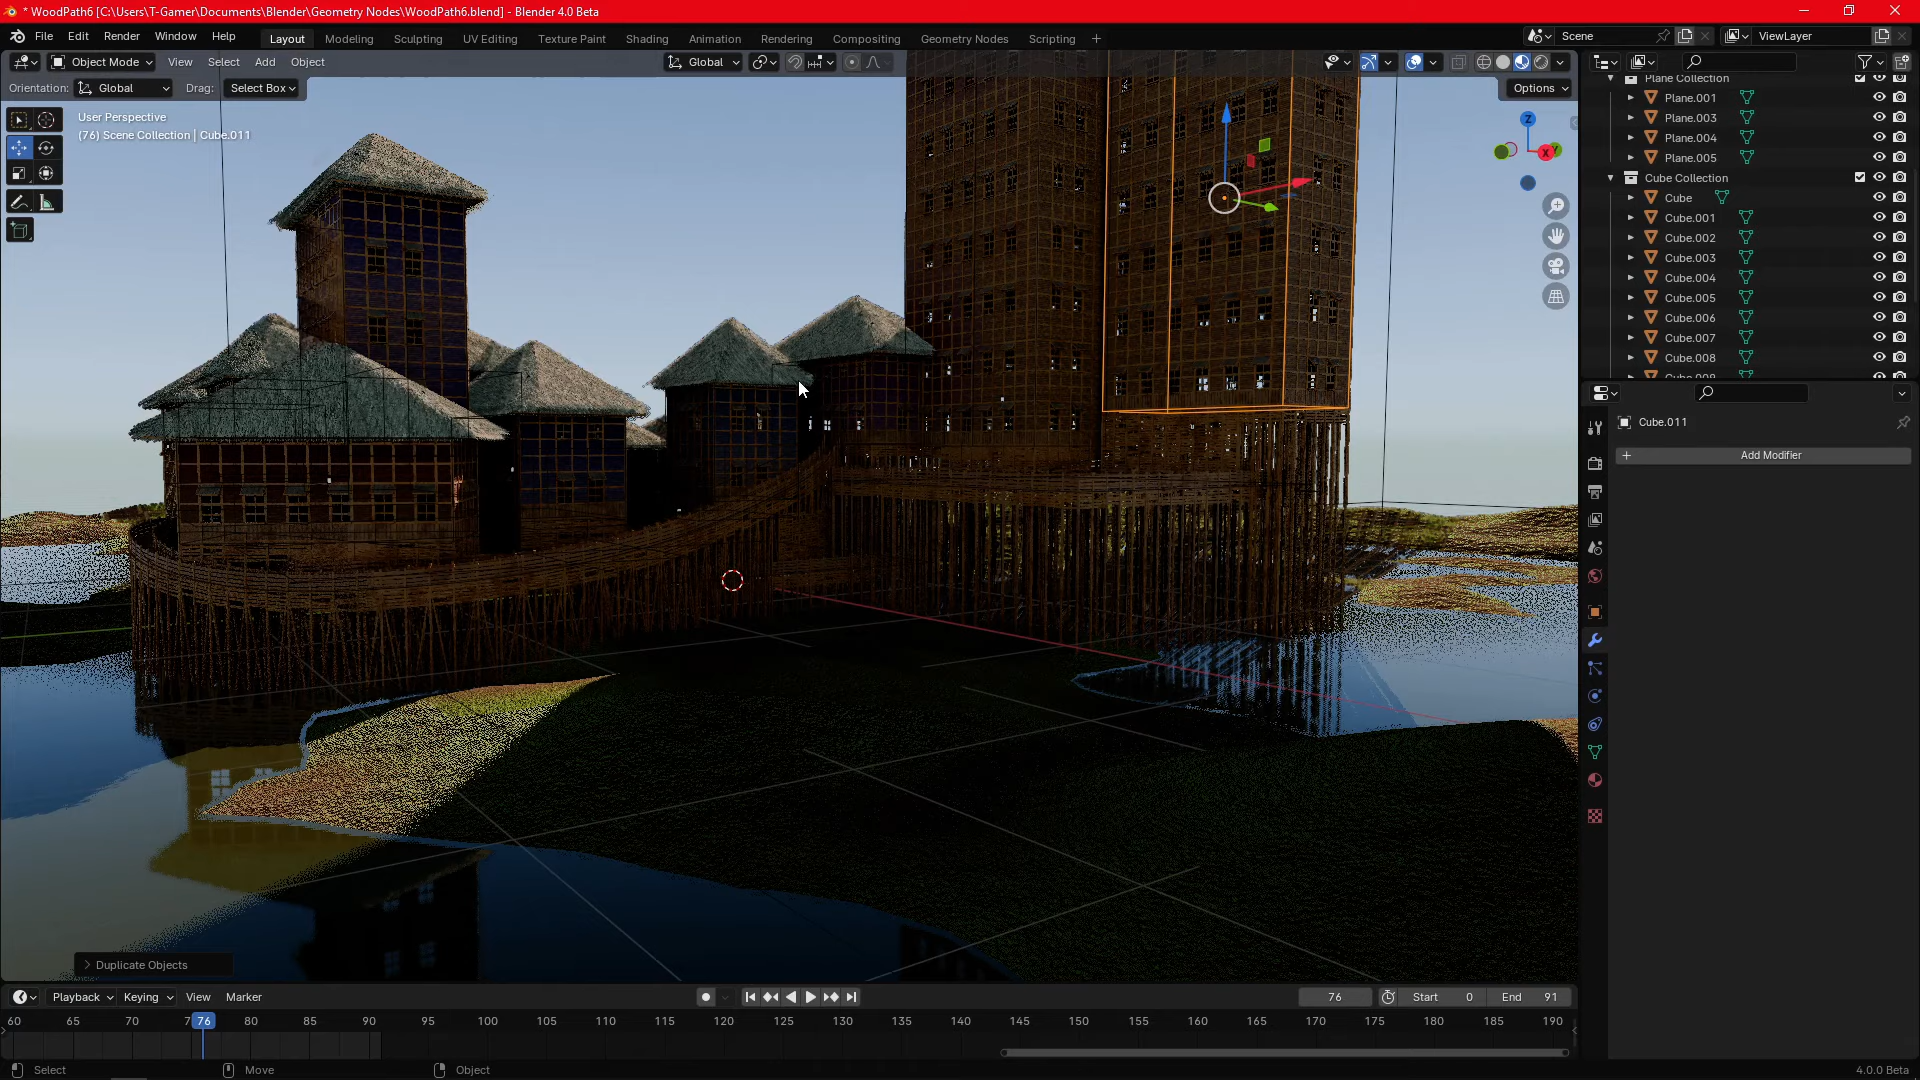 * WoodPath6 [C:\Users\T-Gamer\Documents\Blender\Geometry Nodes\WoodPath6.blend] - Blender 4.0 Beta
File Edit Render Window Help Layout Modeling Sculpting UV Editing Texture Paint Shading Animation Rendering Compositing Geometry Nodes Scripting + Scene ViewLayer
Object Mode View Select Add Object Global
Orientation: Global Drag: Select Box Options
User Perspective
(76) Scene Collection | Cube.011
Z
X
Y
Plane Collection
Plane.001
Plane.003
Plane.004
Plane.005
Cube Collection
Cube
Cube.001
Cube.002
Cube.003
Cube.004
Cube.005
Cube.006
Cube.007
Cube.008
Cube.011
+ Add Modifier
Duplicate Objects
Playback Keying View Marker 76 Start 0 End 91
60 65 70 7 76 80 85 90 95 100 105 110 115 120 125 130 135 140 145 150 155 160 165 170 175 180 185 190
Select Move Object 4.0.0 Beta